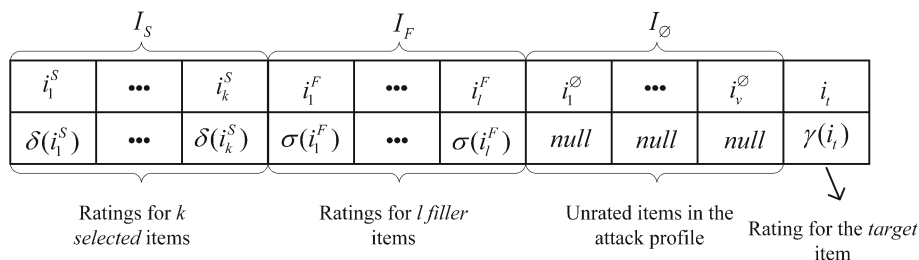 I_S I_F I_∅
i_1^S ••• i_k^S i_1^F ••• i_l^F i_1^∅ ••• i_v^∅ i_t
δ(i_1^S) ••• δ(i_k^S) σ(i_1^F) ••• σ(i_l^F) null null null γ(i_t)
Ratings for k
selected items
Ratings for l filler
items
Unrated items in the
attack profile
Rating for the target
item